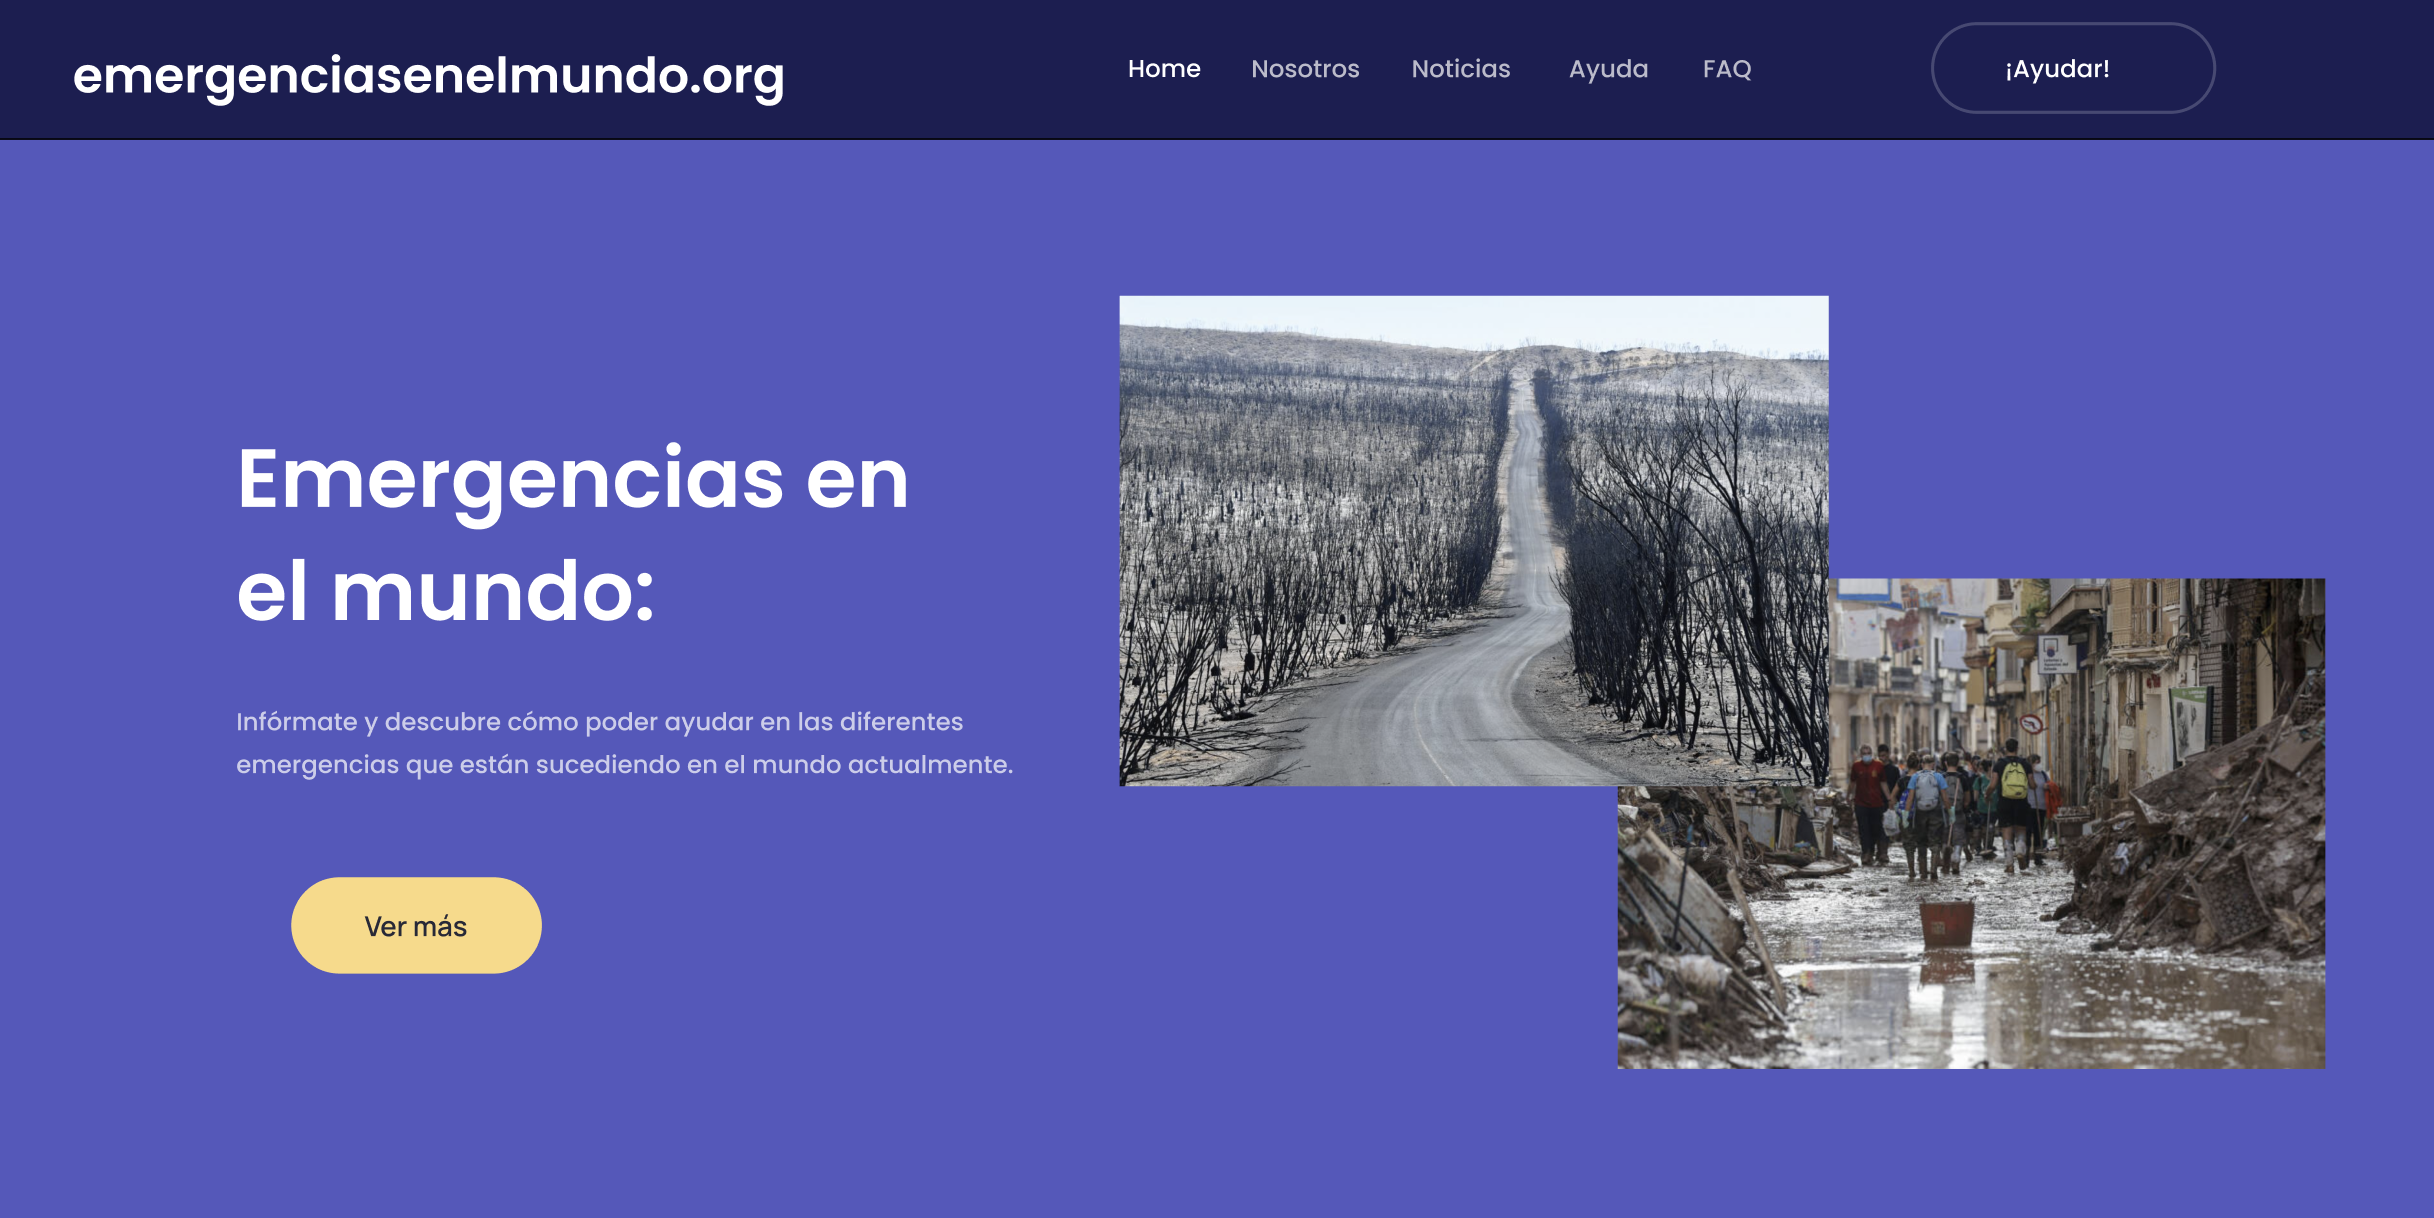 emergenciasenelmundo.org
Home Nosotros Noticias Ayuda FAQ ¡Ayudar!
Emergencias en
el mundo:
Infórmate y descubre cómo poder ayudar en las diferentes
emergencias que están sucediendo en el mundo actualmente.
Ver más